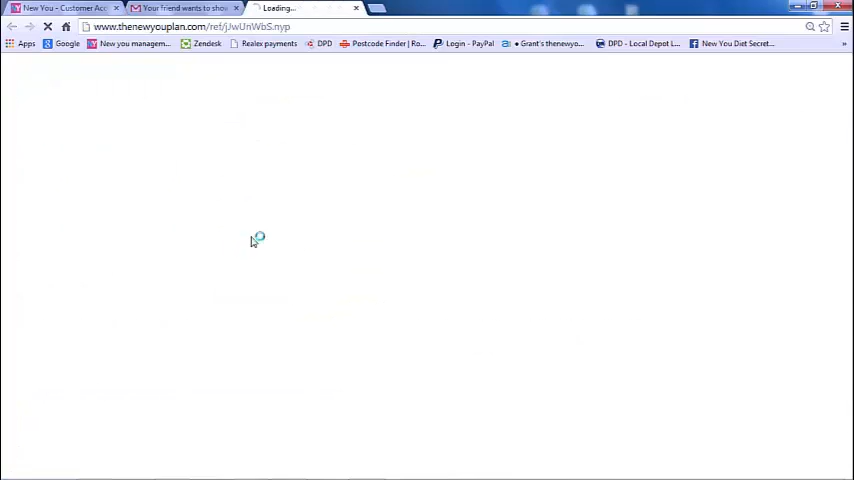 New You - Customer Acc
Your friend wants to show
Loading...
www.thenewyouplan.com/ref/jJwUnWbS.nyp
Apps
Google
New you managem...
Zendesk
Realex payments
DPD
Postcode Finder | Ro...
Login - PayPal
• Grant's thenewyo...
DPD - Local Depot L...
New You Diet Secret...
»